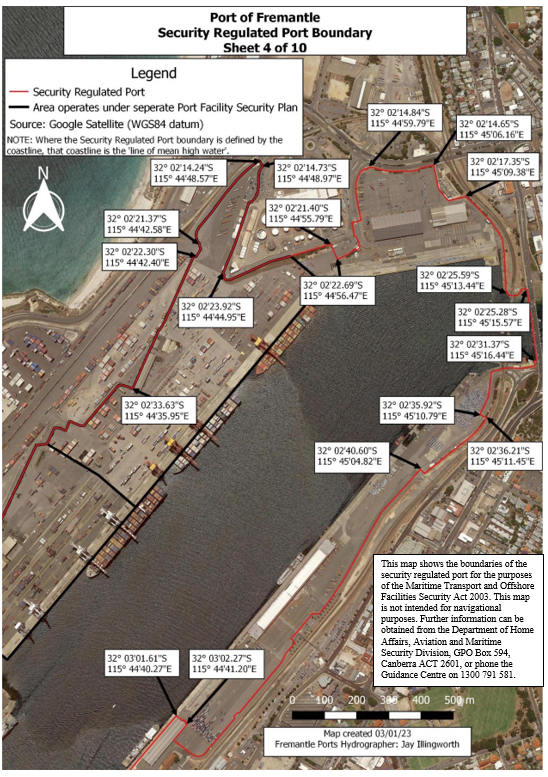 Port of Fremantle
Security Regulated Port Boundary
Sheet 4 of 10
Legend
Security Regulated Port
Area operates under seperate Port Facility Security Plan
Source: Google Satellite (WGS84 datum)
NOTE: Where the Security Regulated Port boundary is defined by the
coastline, that coastline is the 'line of mean high water'.
N
32° 02'14.84"S
115° 44'59.79"E
32° 02'14.65"S
115° 45'06.16"E
32° 02'14.24"S
115° 44'48.57"E
32° 02'14.73"S
115° 44'48.97"E
32° 02'17.35"S
115° 45'09.38"E
32° 02'21.40"S
115° 44'55.79"E
32° 02'21.37"S
115° 44'42.58"E
32° 02'22.30"S
115° 44'42.40"E
32° 02'23.92"S
115° 44'44.95"E
32° 02'22.69"S
115° 44'56.47"E
32° 02'25.59"S
115° 45'13.44"E
32° 02'25.28"S
115° 45'15.57"E
32° 02'31.37"S
115° 45'16.44"E
32° 02'33.63"S
115° 44'35.95"E
32° 02'35.92"S
115° 45'10.79"E
32° 02'40.60"S
115° 45'04.82"E
32° 02'36.21"S
115° 45'11.45"E
This map shows the boundaries of the
security regulated port for the purposes
of the Maritime Transport and Offshore
Facilities Security Act 2003. This map
is not intended for navigational
purposes. Further information can be
obtained from the Department of Home
Affairs, Aviation and Maritime
Security Division, GPO Box 594,
Canberra ACT 2601, or phone the
Guidance Centre on 1300 791 581.
32° 03'01.61"S
115° 44'40.27"E
32° 03'02.27"S
115° 44'41.20"E
0 100 200 300 400 500 m
Map created 03/01/23
Fremantle Ports Hydrographer: Jay Illingworth